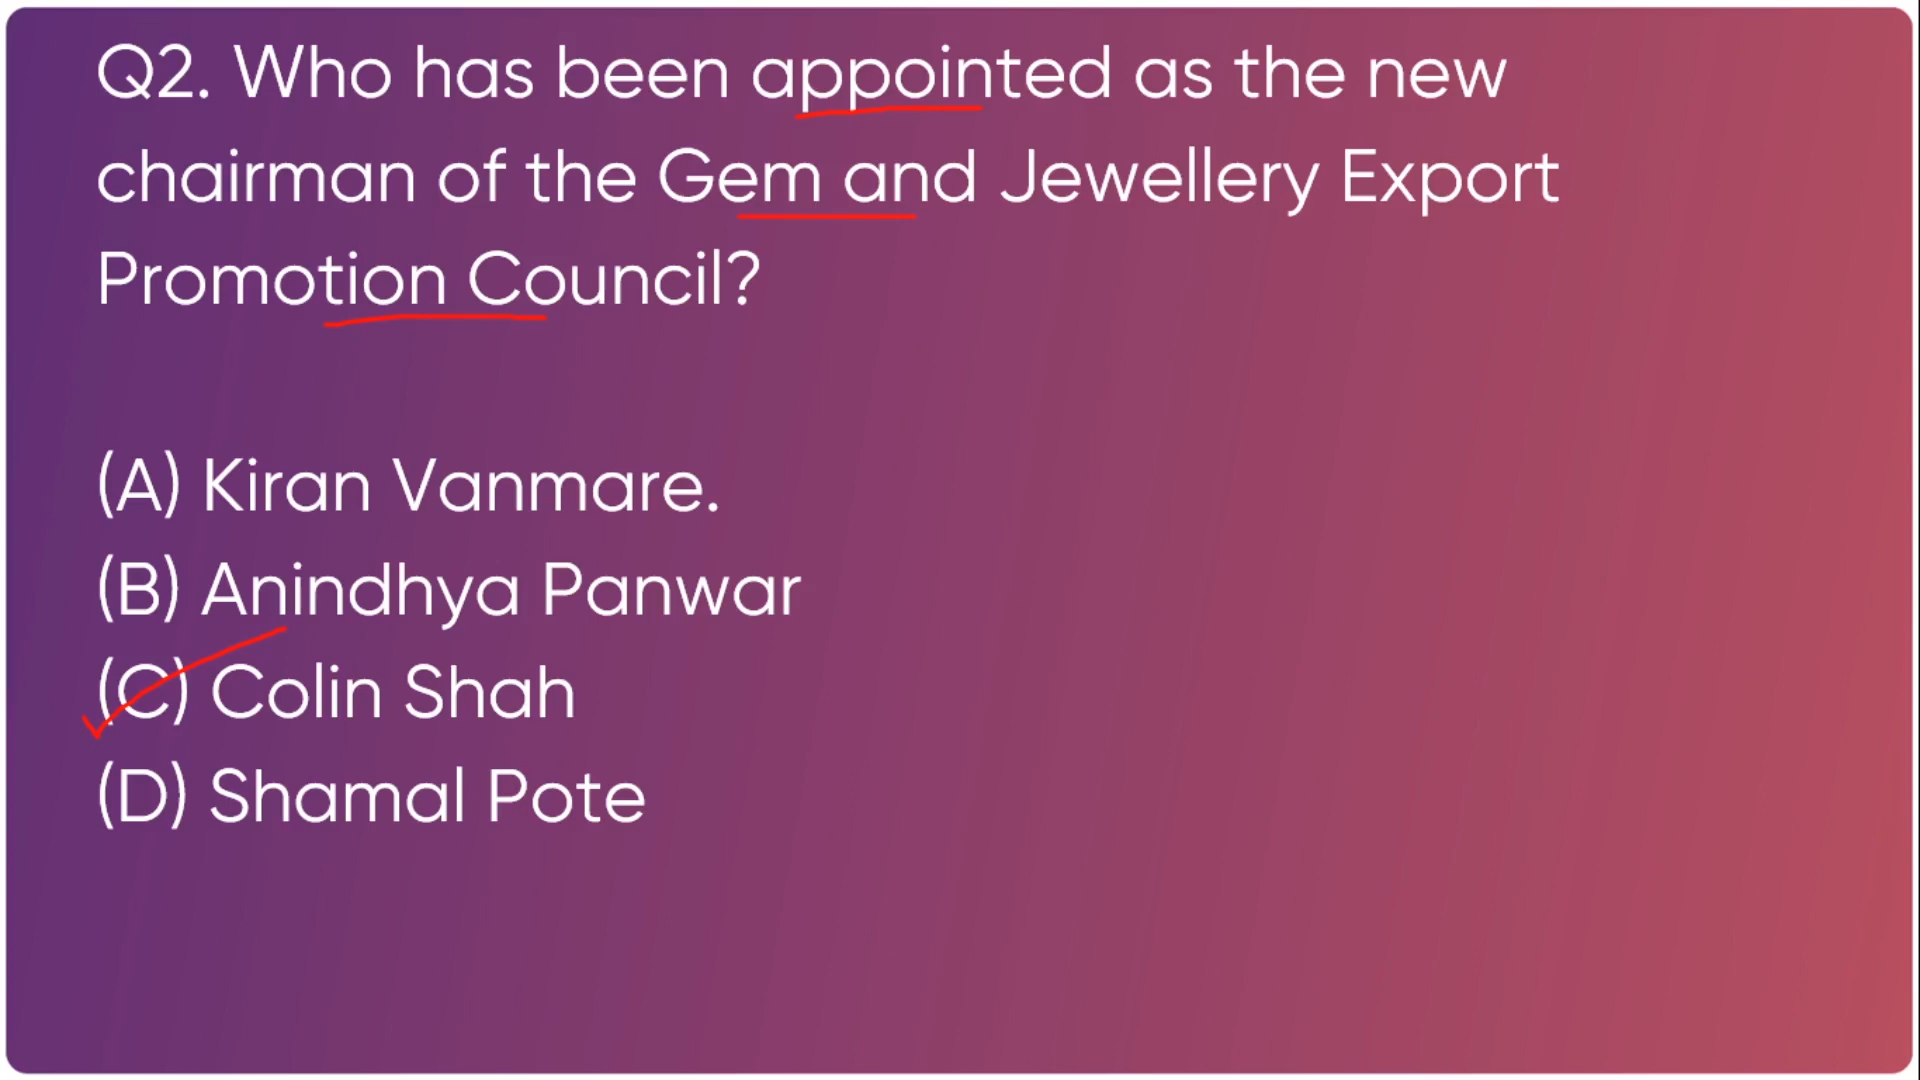 Q2. Who has been appointed as the new
chairman of the Gem and Jewellery Export
Promotion Council?
(A) Kiran Vanmare.
(B) Anindhya Panwar
(C) Colin Shah
(D) Shamal Pote